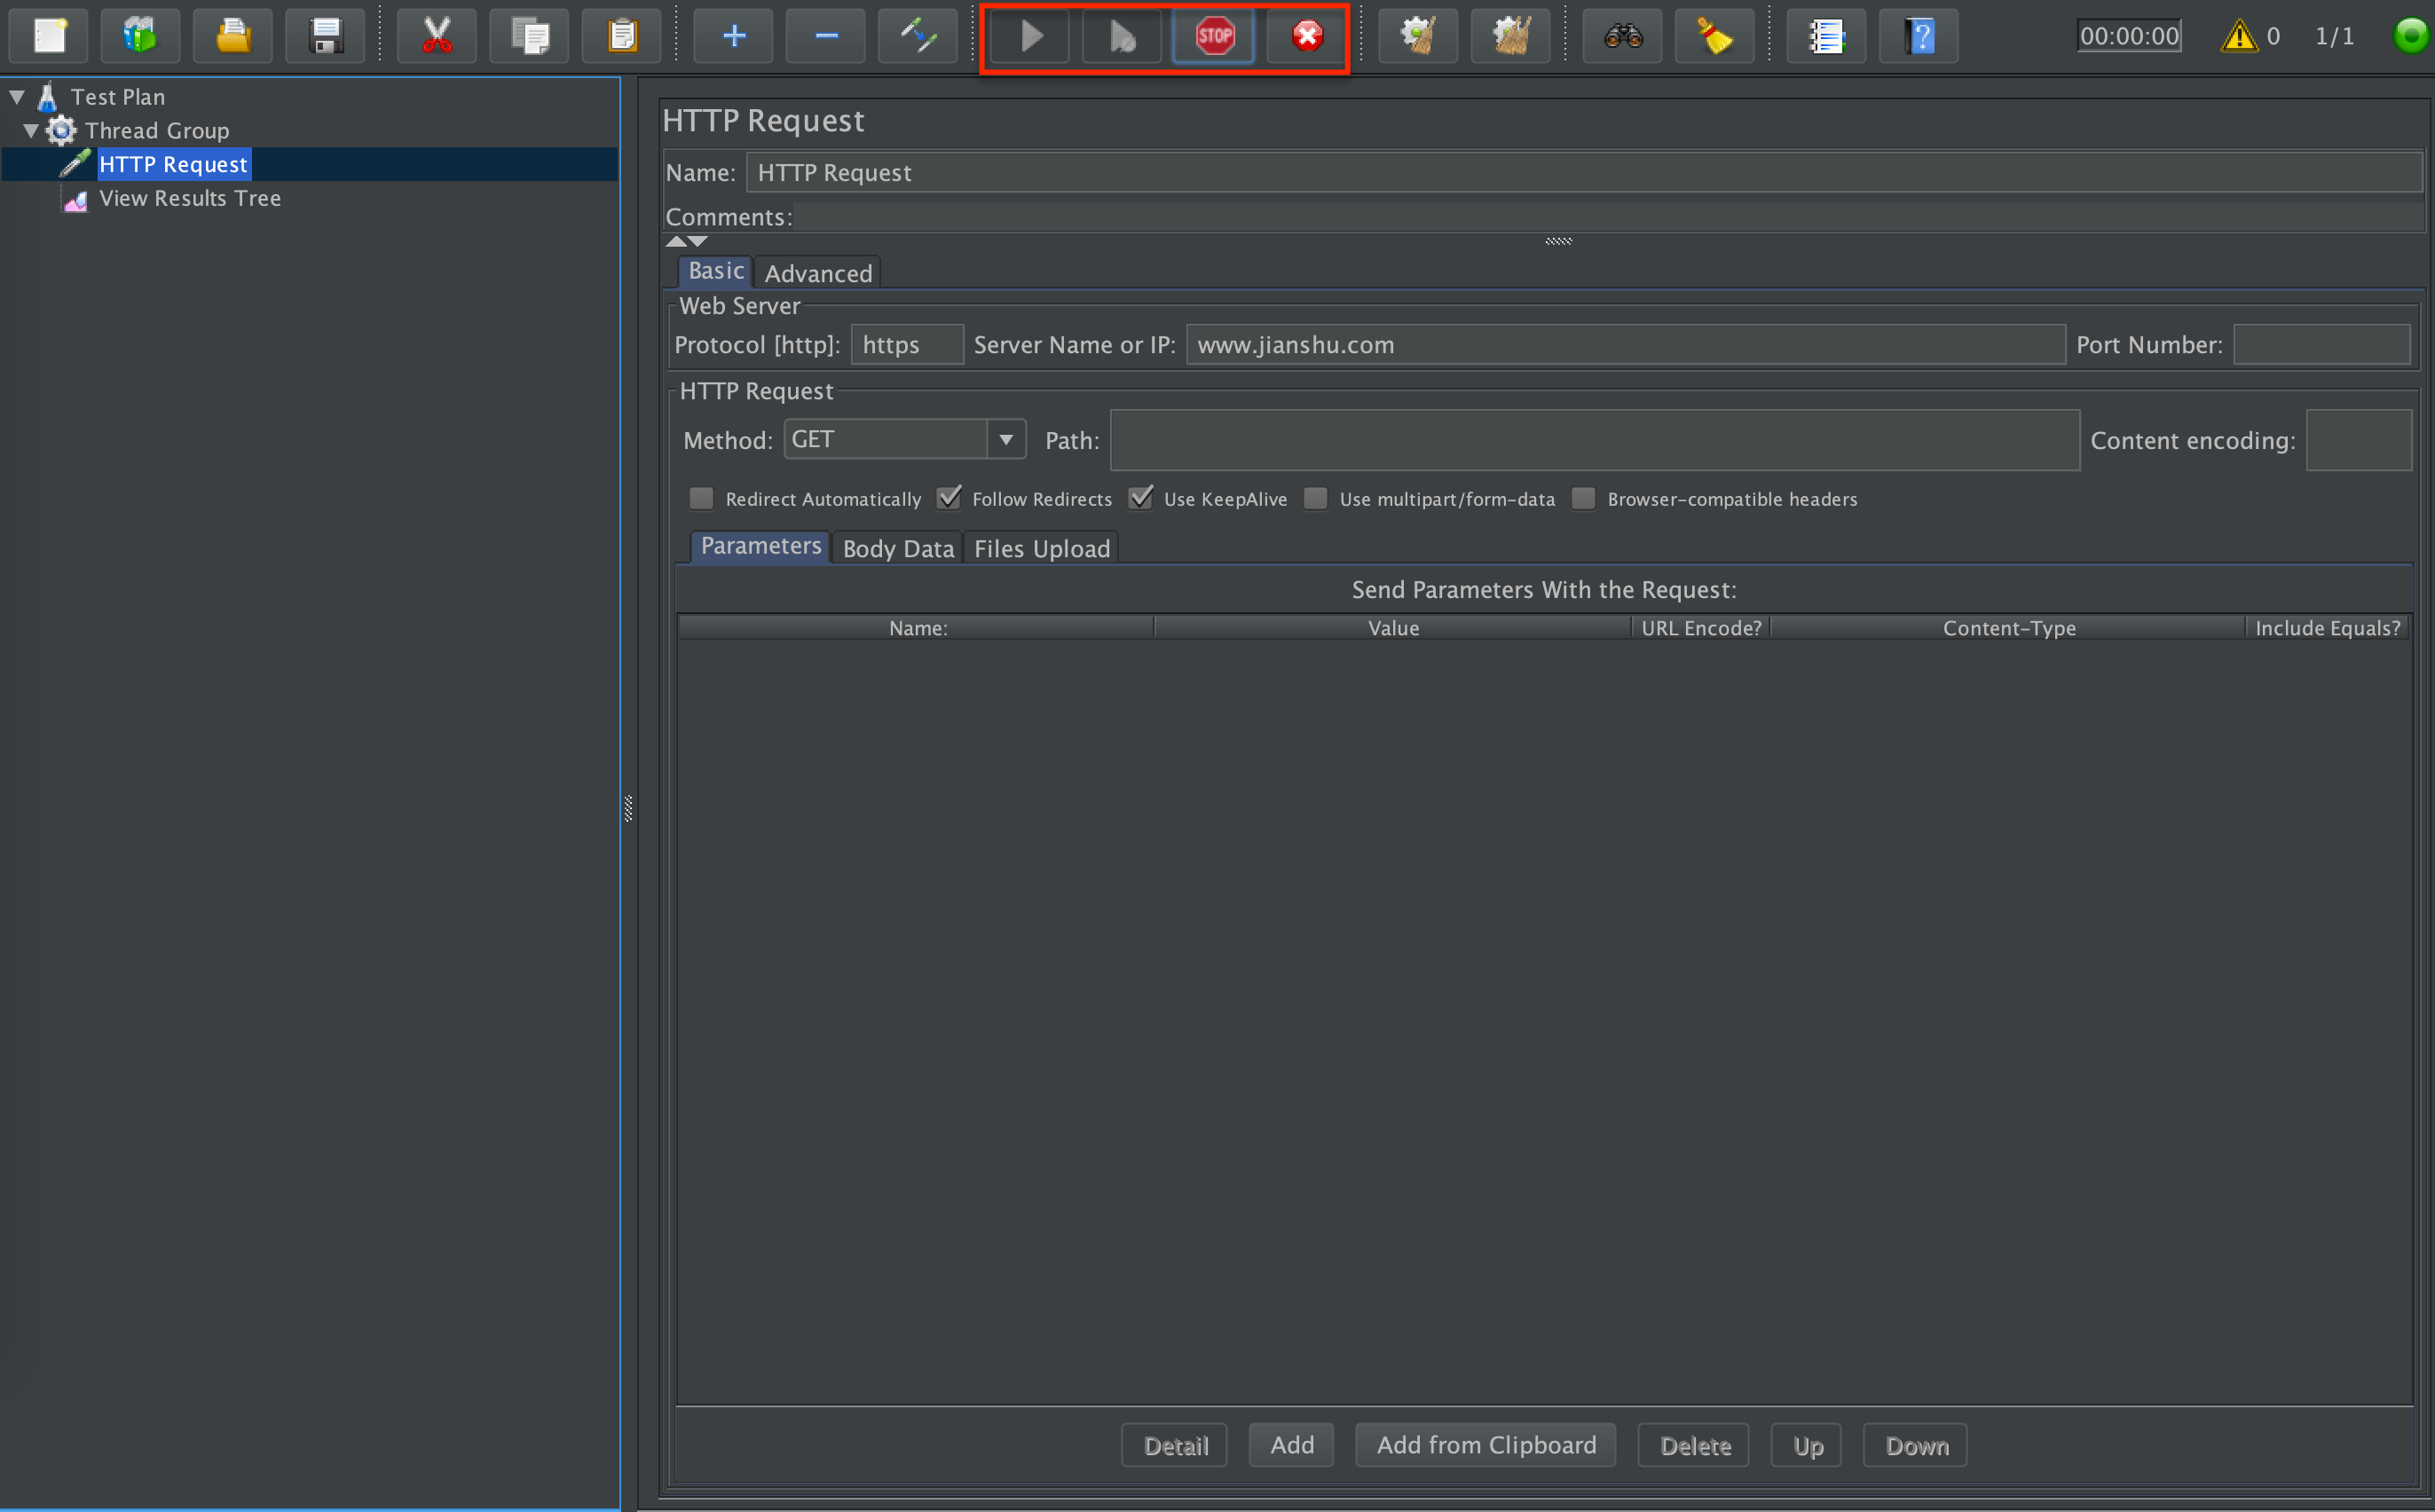 STOP
?
00:00:00
0
1/1
Test Plan
Thread Group
HTTP Request
View Results Tree
HTTP Request
Name: HTTP Request
Comments:
Basic Advanced
Web Server
Protocol [http]: https Server Name or IP: www.jianshu.com Port Number:
HTTP Request
Method: GET Path: Content encoding:
Redirect Automatically Follow Redirects Use KeepAlive Use multipart/form-data Browser-compatible headers
Parameters Body Data Files Upload
Send Parameters With the Request:
Name: Value URL Encode? Content-Type Include Equals?
Detail Add Add from Clipboard Delete Up Down